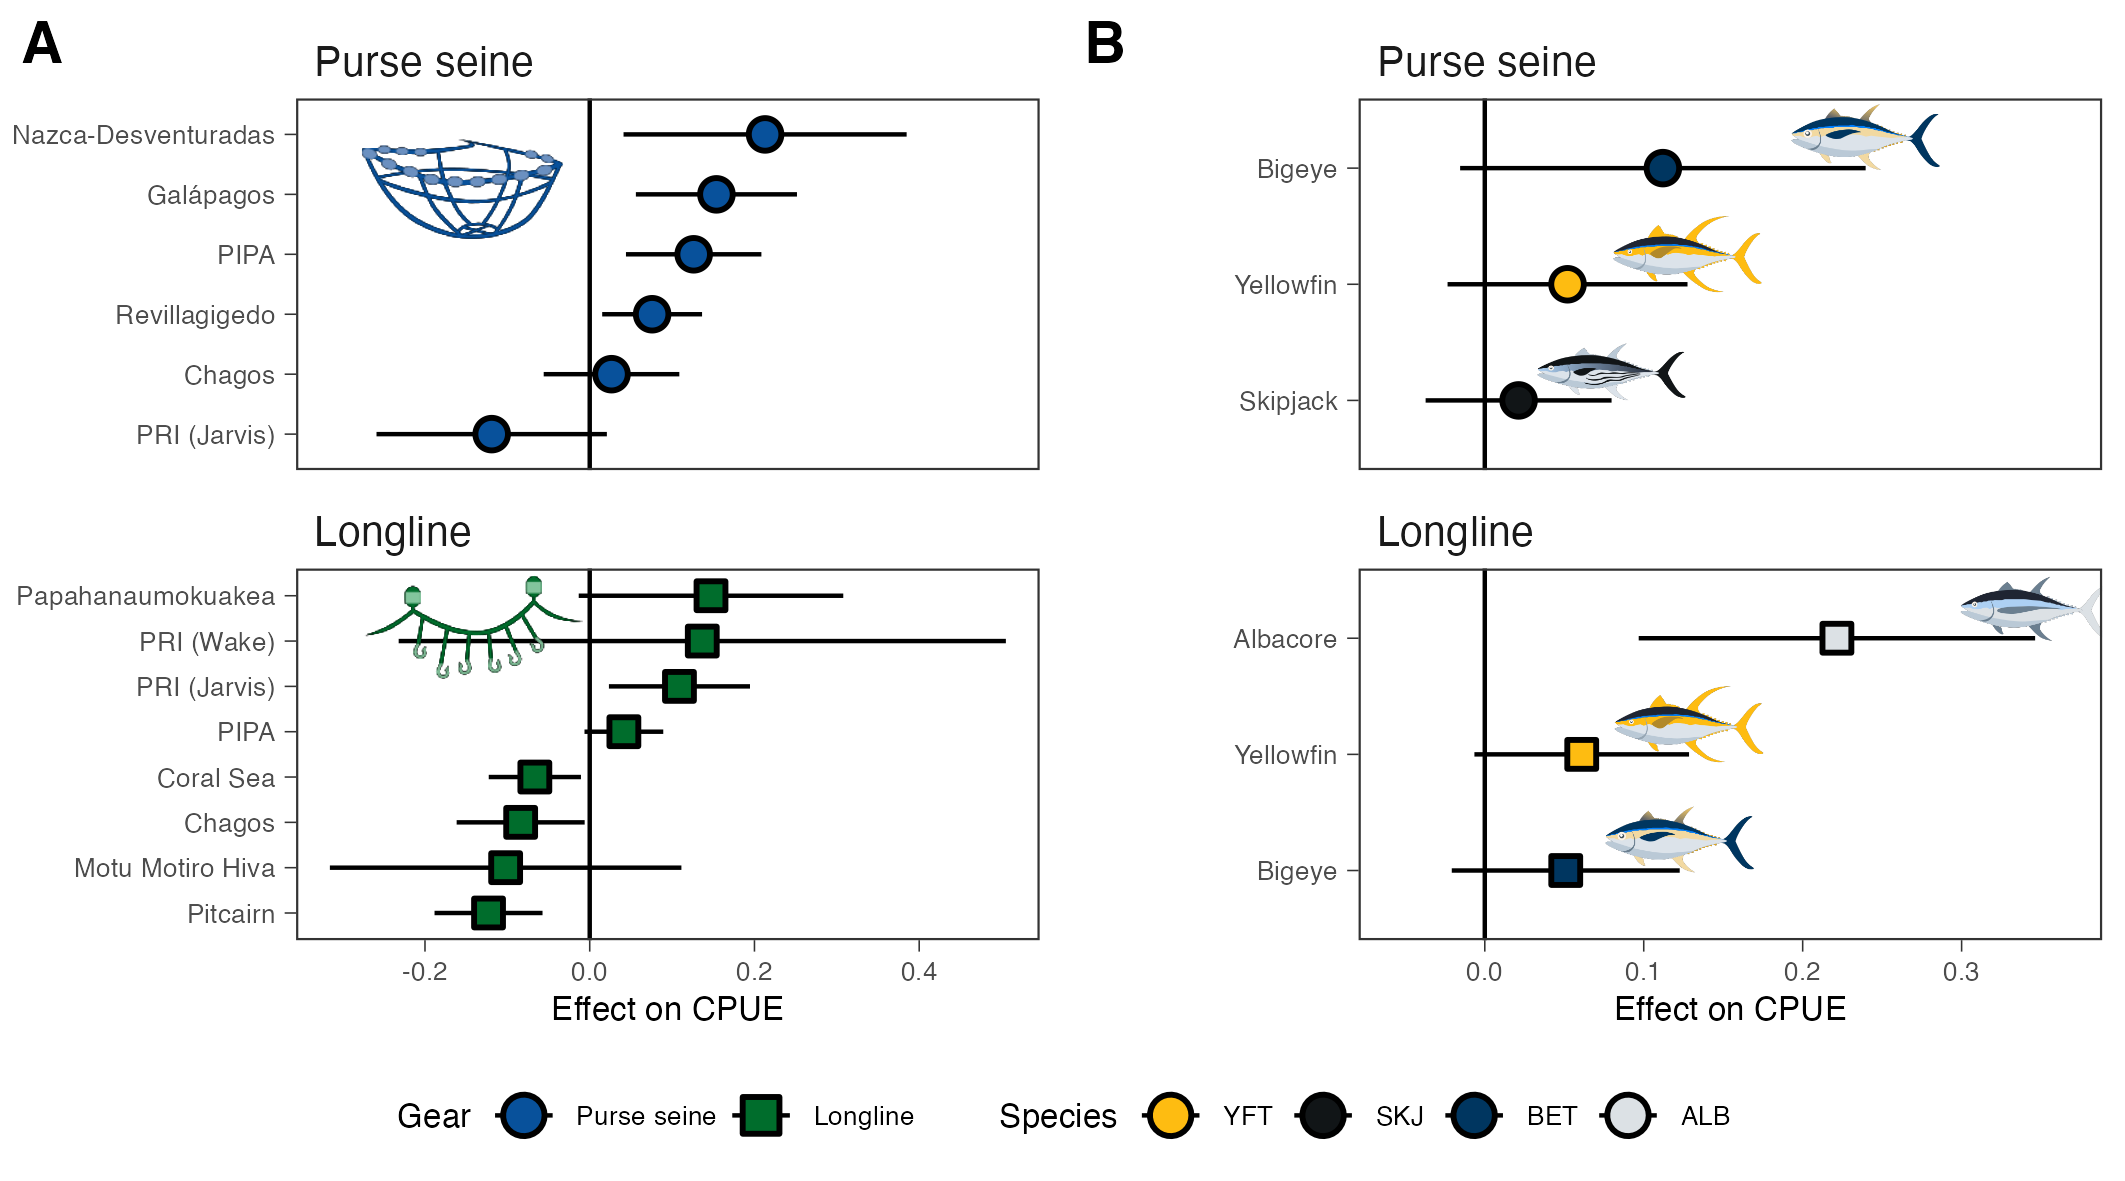 A
Purse seine
Nazca-Desventuradas
Galápagos
PIPA
Revillagigedo
Chagos
PRI (Jarvis)
Longline
Papahanaumokuakea
PRI (Wake)
PRI (Jarvis)
PIPA
Coral Sea
Chagos
Motu Motiro Hiva
Pitcairn
-0.2 0.0 0.2 0.4
Effect on CPUE
B
Purse seine
Bigeye
Yellowfin
Skipjack
Longline
Albacore
Yellowfin
Bigeye
0.0 0.1 0.2 0.3
Effect on CPUE
Gear Purse seine Longline Species YFT SKJ BET ALB